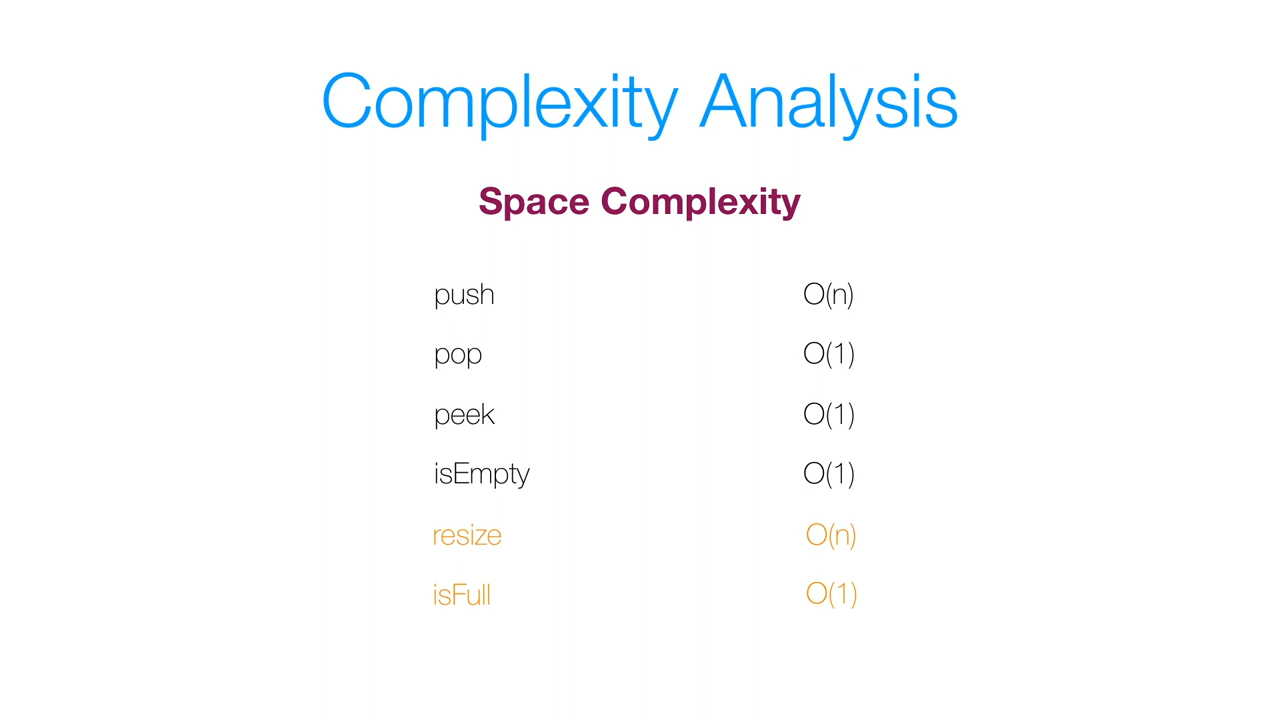 Complexity Analysis
Space Complexity
push O(n)
pop O(1)
peek O(1)
isEmpty O(1)
resize O(n)
isFull O(1)